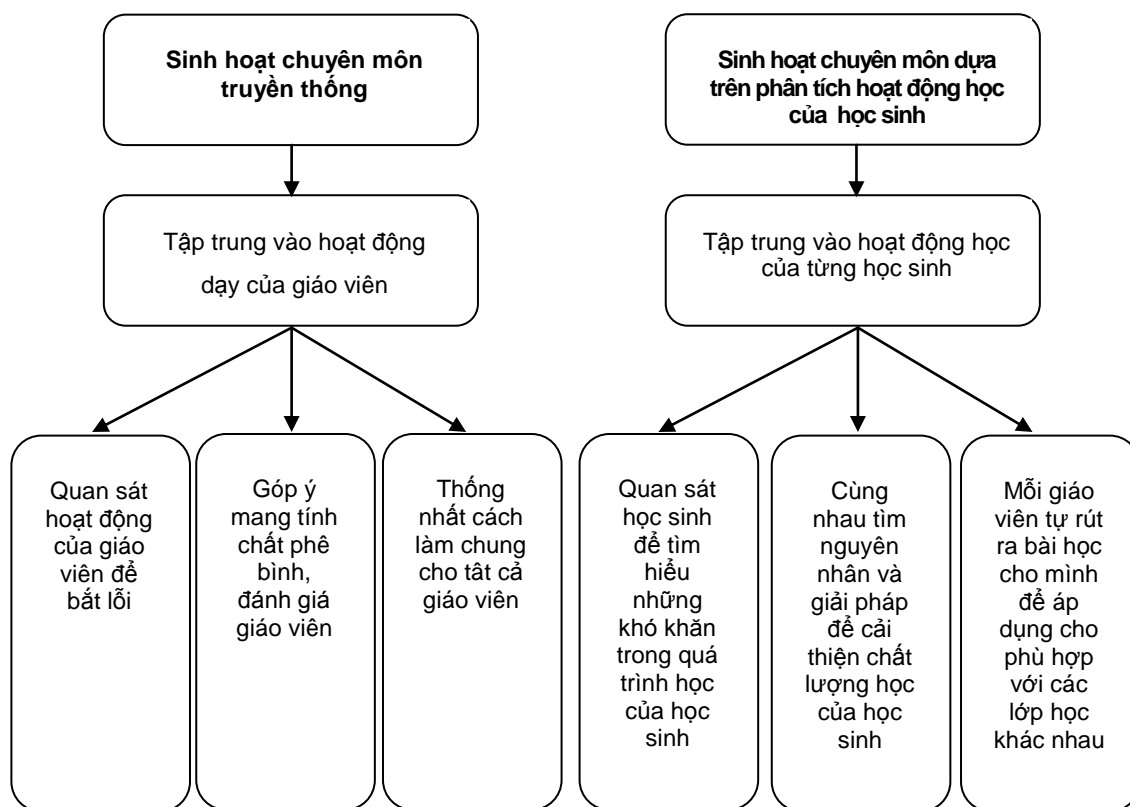 Sinh hoạt chuyên môn
truyền thống
Tập trung vào hoạt động
dạy của giáo viên
Quan sát
hoạt động
của giáo
viên để
bắt lỗi
Góp ý
mang tính
chất phê
bình,
đánh giá
giáo viên
Thống
nhất cách
làm chung
cho tât cả
giáo viên
Sinh hoạt chuyên môn dựa
trên phân tích hoạt động học
của học sinh
Tập trung vào hoạt động học
của từng học sinh
Quan sát
học sinh
để tìm
hiểu
những
khó khăn
trong quá
trình học
của học
sinh
Cùng
nhau tìm
nguyên
nhân và
giải pháp
để cải
thiện chất
lượng học
của học
sinh
Mỗi giáo
viên tự rút
ra bài học
cho mình
để áp
dụng cho
phù hợp
với các
lớp học
khác nhau